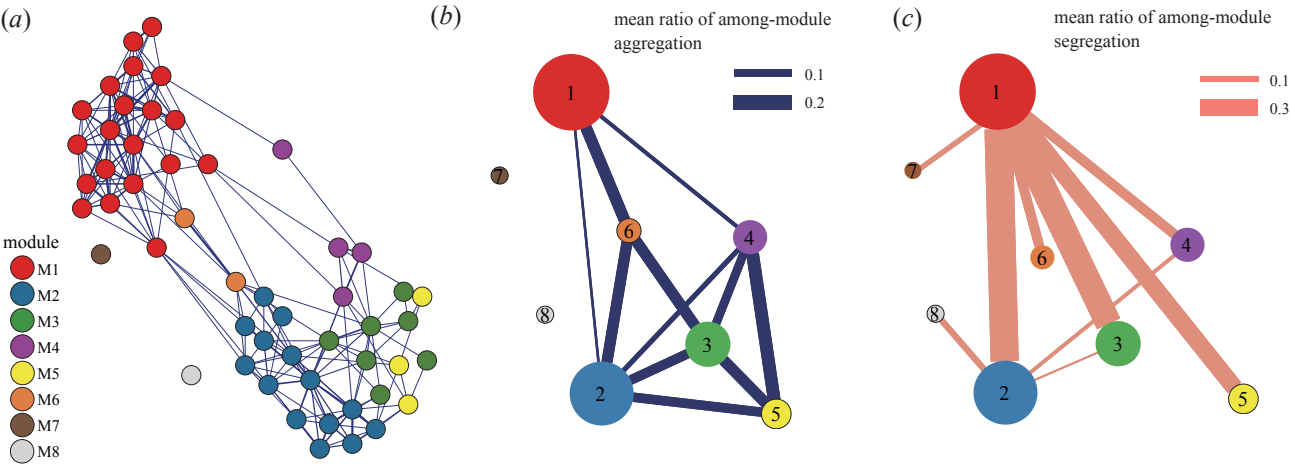 (a)
module
M1
M2
M3
M4
M5
M6
M7
M8
(b)
mean ratio of among-module
aggregation
0.1
0.2
1
7
6
4
8
3
2
5
(c)
mean ratio of among-module
segregation
0.1
0.3
1
7
4
6
8
3
2
5